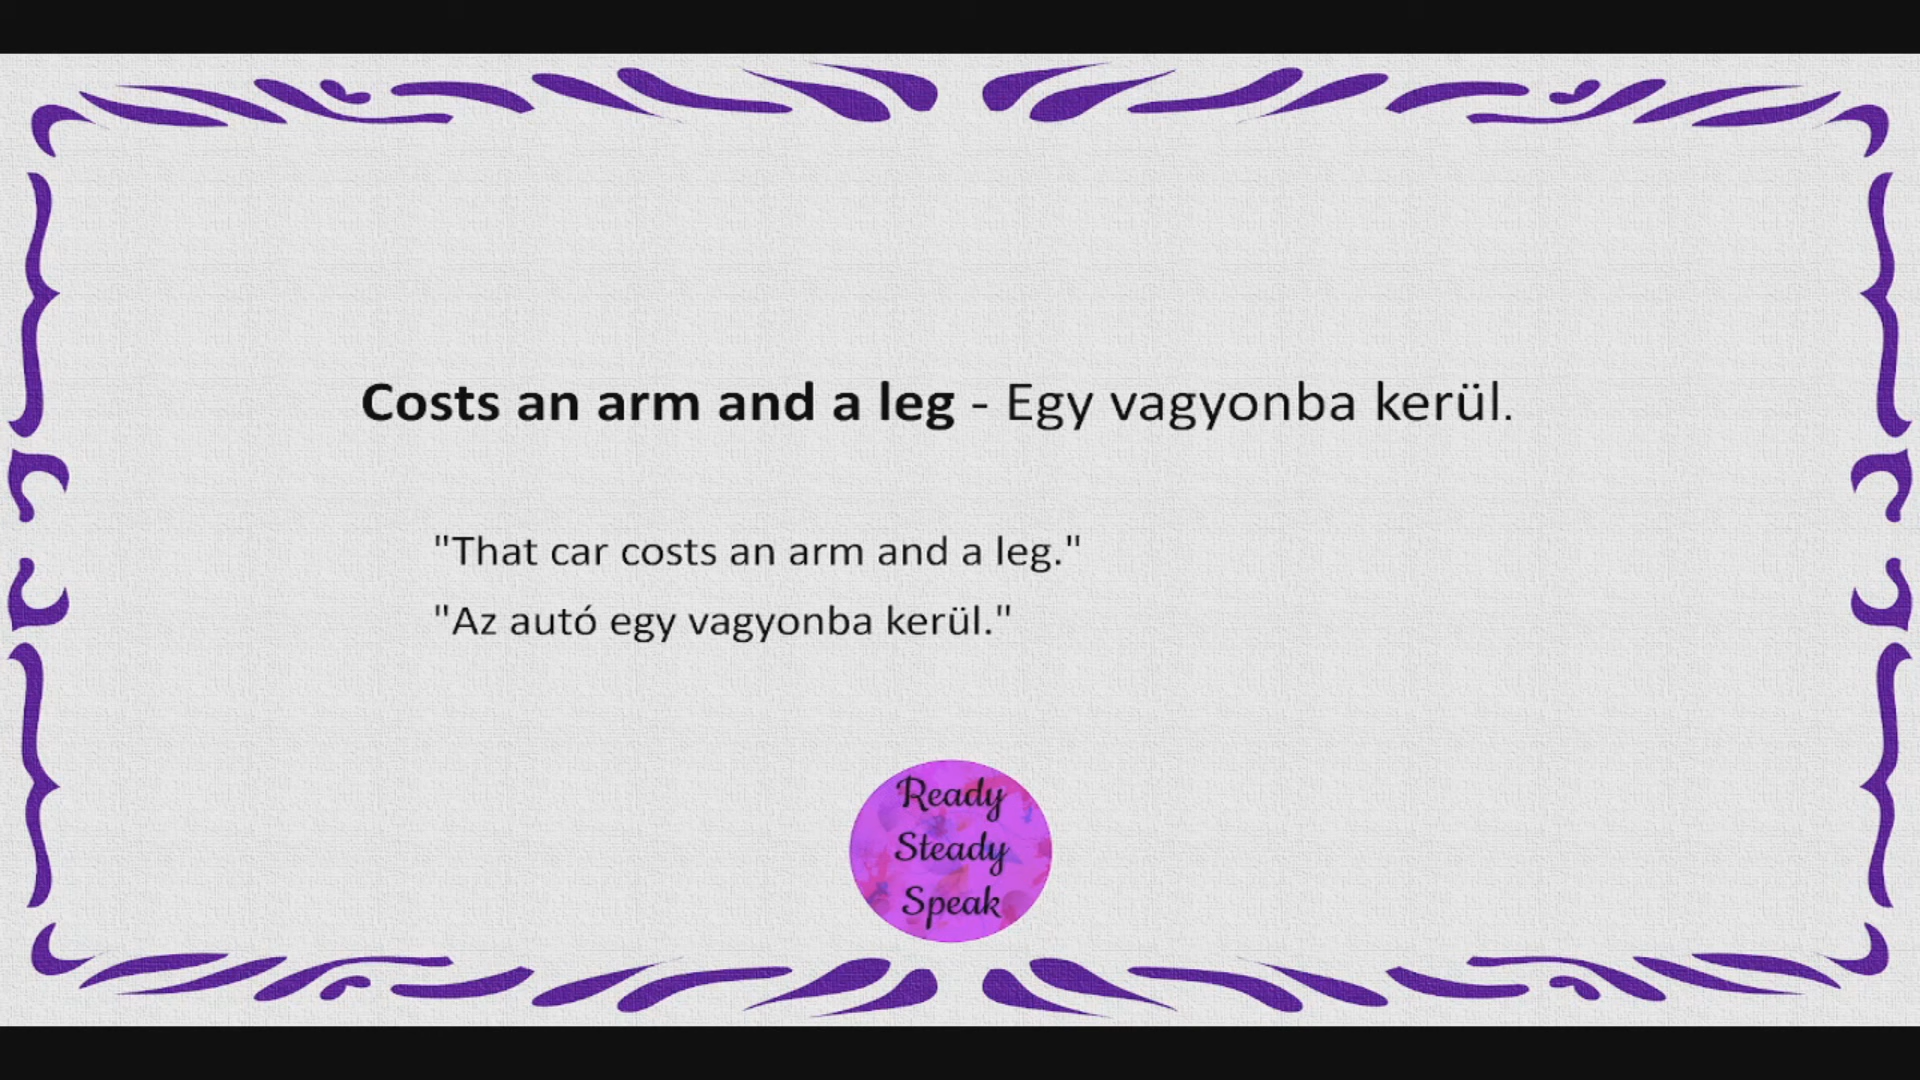 Costs an arm and a leg - Egy vagyonba kerül.
"That car costs an arm and a leg."
"Az autó egy vagyonba kerül."
Ready
Steady
Speak